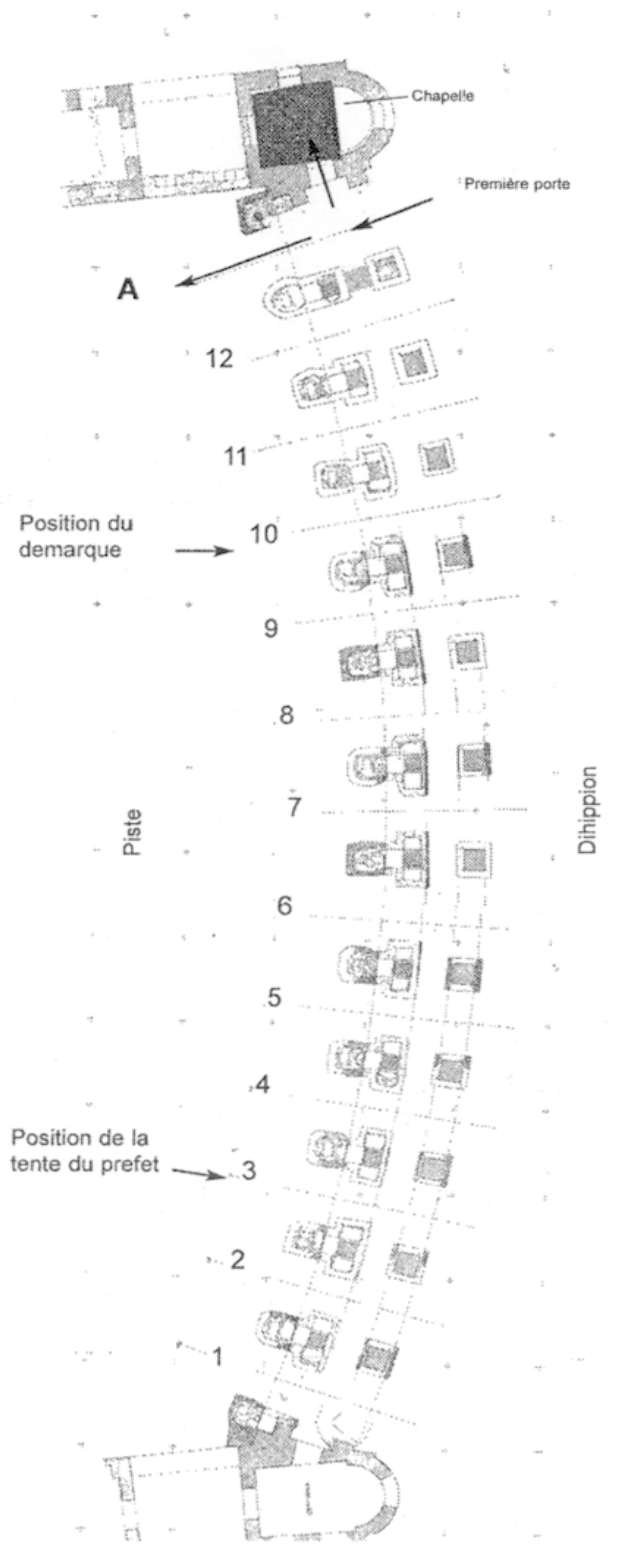 Chapelle
Première porte
A
12
11
Position du
demarque
10
9
8
7
Piste
Dihippion
6
5
4
Position de la
tente du prefet
3
2
1